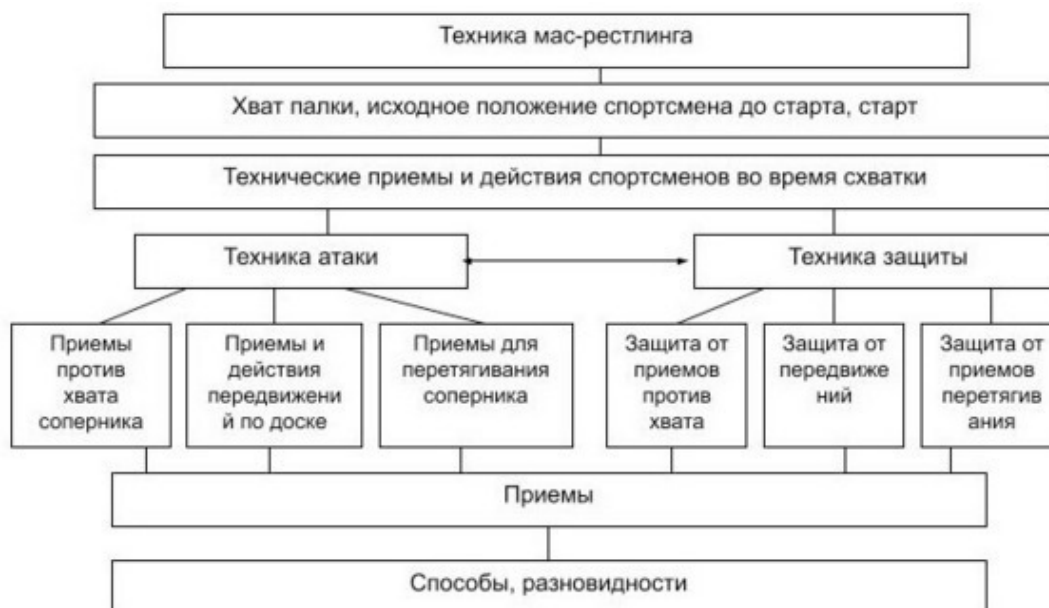 Техника мас-рестлинга
Хват палки, исходное положение спортсмена до старта, старт
Технические приемы и действия спортсменов во время схватки
Техника атаки
Техника защиты
Приемы
против
хвата
соперника
Приемы и
действия
передвижени
й по доске
Приемы для
перетягивания
соперника
Защита от
приемов
против
хвата
Защита от
передвиже
ний
Защита от
приемов
перетягив
ания
Приемы
Способы, разновидности